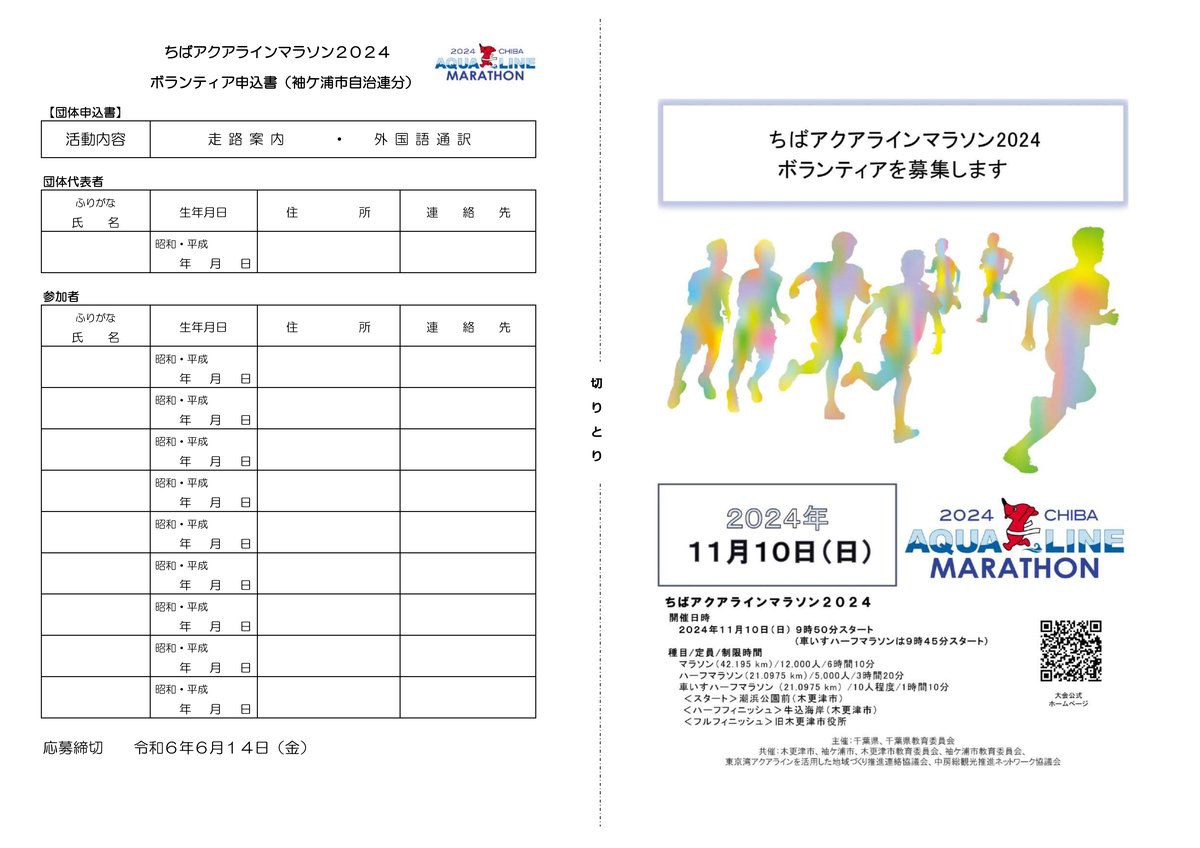 ちばアクアラインマラソン２０２４
ボランティア申込書（袖ケ浦市自治連分）
2024 CHIBA
AQUA LINE
MARATHON
【団体申込書】
活動内容 走路案内 ・ 外国語通訳
団体代表者
ふりがな
氏 名 生年月日 住 所 連 絡 先
昭和・平成
年 月 日
参加者
ふりがな
氏 名 生年月日 住 所 連 絡 先
昭和・平成
年 月 日
昭和・平成
年 月 日
昭和・平成
年 月 日
昭和・平成
年 月 日
昭和・平成
年 月 日
昭和・平成
年 月 日
昭和・平成
年 月 日
昭和・平成
年 月 日
昭和・平成
年 月 日
応募締切 令和６年６月１４日（金）
切りとり
ちばアクアラインマラソン2024
ボランティアを募集します
2024年
11月10日（日）
2024 CHIBA
AQUA LINE
MARATHON
ちばアクアラインマラソン２０２４
開催日時
2024年11月10日（日） 9時50分スタート
（車いすハーフマラソンは9時45分スタート）
種目/定員/制限時間
マラソン（42.195 km）/12,000人/6時間10分
ハーフマラソン（21.0975 km）/5,000人/3時間20分
車いすハーフマラソン（21.0975 km）/10人程度/1時間10分
＜スタート＞潮浜公園前（木更津市）
＜ハーフフィニッシュ＞牛込海岸（木更津市）
＜フルフィニッシュ＞旧木更津市役所
大会公式
ホームページ
主催：千葉県、千葉県教育委員会
共催：木更津市、袖ケ浦市、木更津市教育委員会、袖ケ浦市教育委員会、
東京湾アクアラインを活用した地域づくり推進連絡協議会、中房総観光推進ネットワーク協議会